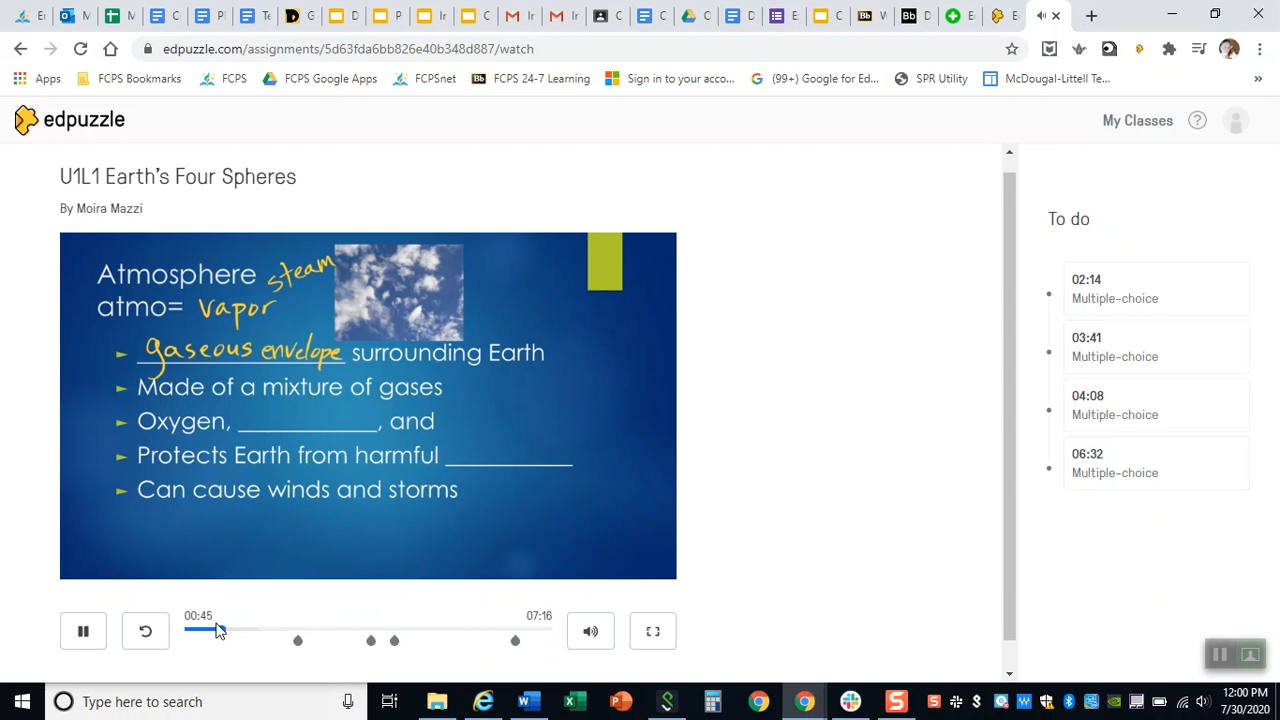 edpuzzle.com/assignments/5d63fda6bb826e40b348d887/watch
Apps FCPS Bookmarks FCPS FCPS Google Apps FCPSnet FCPS 24-7 Learning Sign in to your acco... (99+) Google for Ed... SPR Utility McDougal-Littell Te... »
edpuzzle
My Classes
U1L1 Earth's Four Spheres
By Moira Mazzi
Atmosphere steam
atmo= vapor
gaseous envelope surrounding Earth
Made of a mixture of gases
Oxygen, ___________, and
Protects Earth from harmful __________
Can cause winds and storms
00:45 07:16
To do
02:14
Multiple-choice
03:41
Multiple-choice
04:08
Multiple-choice
06:32
Multiple-choice
Type here to search
12:00 PM
7/30/2020